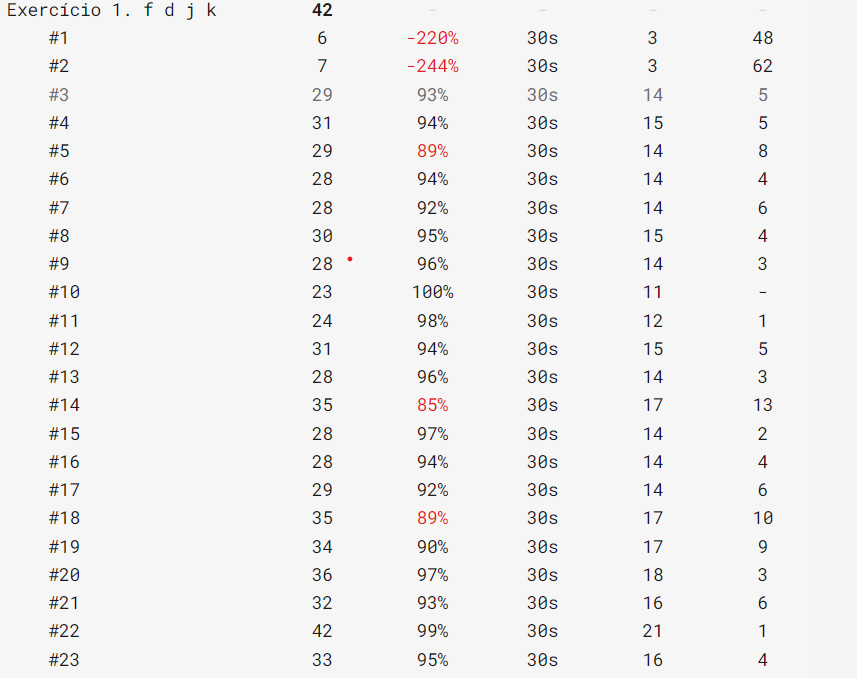 Exercício 1. f d j k 42 – – – –
#1 6 -220% 30s 3 48
#2 7 -244% 30s 3 62
#3 29 93% 30s 14 5
#4 31 94% 30s 15 5
#5 29 89% 30s 14 8
#6 28 94% 30s 14 4
#7 28 92% 30s 14 6
#8 30 95% 30s 15 4
#9 28 96% 30s 14 3
#10 23 100% 30s 11 -
#11 24 98% 30s 12 1
#12 31 94% 30s 15 5
#13 28 96% 30s 14 3
#14 35 85% 30s 17 13
#15 28 97% 30s 14 2
#16 28 94% 30s 14 4
#17 29 92% 30s 14 6
#18 35 89% 30s 17 10
#19 34 90% 30s 17 9
#20 36 97% 30s 18 3
#21 32 93% 30s 16 6
#22 42 99% 30s 21 1
#23 33 95% 30s 16 4